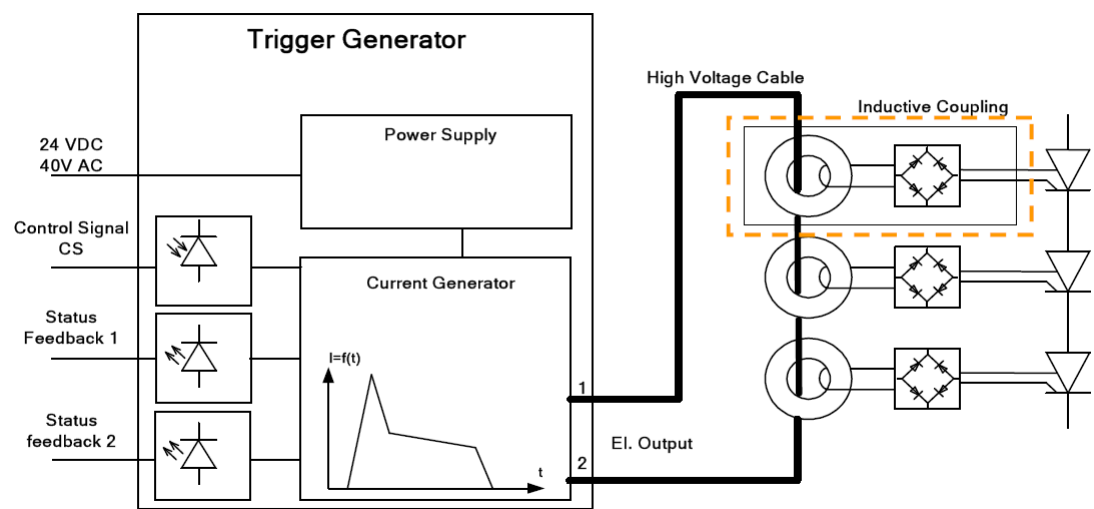 Trigger Generator
High Voltage Cable
Inductive Coupling
Power Supply
24 VDC
40V AC
Control Signal
CS
Current Generator
Status
Feedback 1
I=f(t)
1
Status
feedback 2
El. Output
t
2